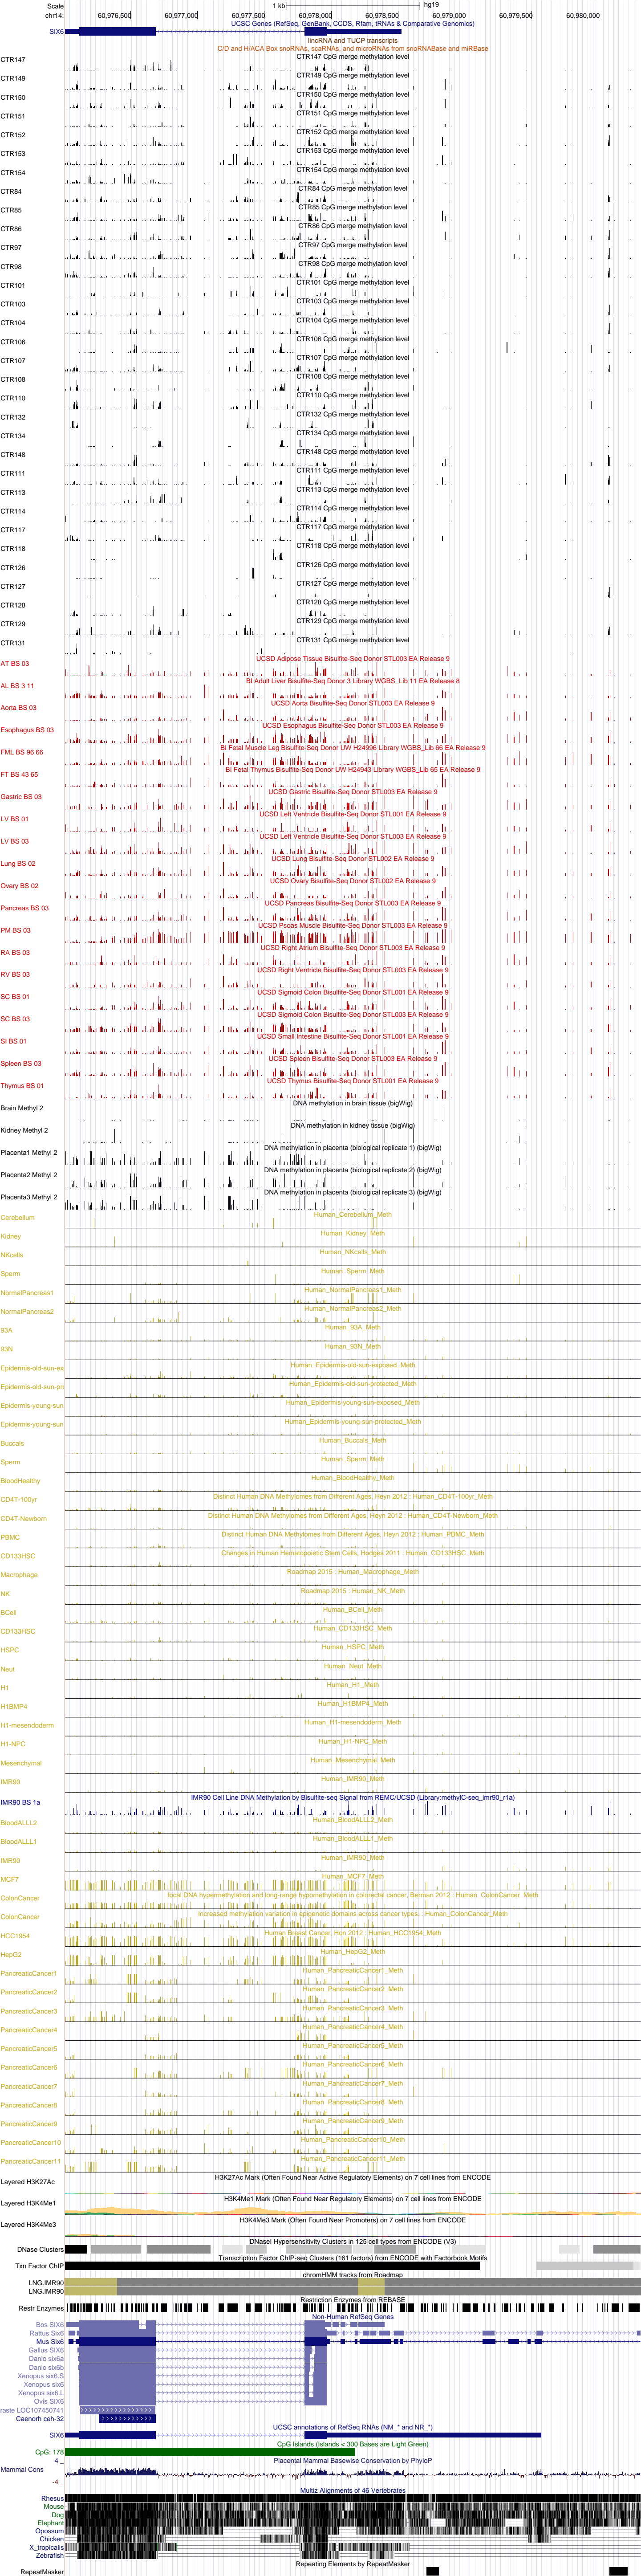 Scale 1 kb hg19
chr14: 60,976,500 60,977,000 60,977,500 60,978,000 60,978,500 60,979,000 60,979,500 60,980,000
UCSC Genes (RefSeq, GenBank, CCDS, Rfam, tRNAs & Comparative Genomics)
SIX6
lincRNA and TUCP transcripts
C/D and H/ACA Box snoRNAs, scaRNAs, and microRNAs from snoRNABase and miRBase
CTR147 CpG merge methylation level
CTR147
CTR149 CpG merge methylation level
CTR149
CTR150 CpG merge methylation level
CTR150
CTR151 CpG merge methylation level
CTR151
CTR152 CpG merge methylation level
CTR152
CTR153 CpG merge methylation level
CTR153
CTR154 CpG merge methylation level
CTR154
CTR84 CpG merge methylation level
CTR84
CTR85 CpG merge methylation level
CTR85
CTR86 CpG merge methylation level
CTR86
CTR97 CpG merge methylation level
CTR97
CTR98 CpG merge methylation level
CTR98
CTR101 CpG merge methylation level
CTR101
CTR103 CpG merge methylation level
CTR103
CTR104 CpG merge methylation level
CTR104
CTR106 CpG merge methylation level
CTR106
CTR107 CpG merge methylation level
CTR107
CTR108 CpG merge methylation level
CTR108
CTR110 CpG merge methylation level
CTR110
CTR132 CpG merge methylation level
CTR132
CTR134 CpG merge methylation level
CTR134
CTR148 CpG merge methylation level
CTR148
CTR111 CpG merge methylation level
CTR111
CTR113 CpG merge methylation level
CTR113
CTR114 CpG merge methylation level
CTR114
CTR117 CpG merge methylation level
CTR117
CTR118 CpG merge methylation level
CTR118
CTR126 CpG merge methylation level
CTR126
CTR127 CpG merge methylation level
CTR127
CTR128 CpG merge methylation level
CTR128
CTR129 CpG merge methylation level
CTR129
CTR131 CpG merge methylation level
CTR131
UCSD Adipose Tissue Bisulfite-Seq Donor STL003 EA Release 9
AT BS 03
BI Adult Liver Bisulfite-Seq Donor 3 Library WGBS_Lib 11 EA Release 8
AL BS 3 11
UCSD Aorta Bisulfite-Seq Donor STL003 EA Release 9
Aorta BS 03
UCSD Esophagus Bisulfite-Seq Donor STL003 EA Release 9
Esophagus BS 03
BI Fetal Muscle Leg Bisulfite-Seq Donor UW H24996 Library WGBS_Lib 66 EA Release 9
FML BS 96 66
BI Fetal Thymus Bisulfite-Seq Donor UW H24943 Library WGBS_Lib 65 EA Release 9
FT BS 43 65
UCSD Gastric Bisulfite-Seq Donor STL003 EA Release 9
Gastric BS 03
UCSD Left Ventricle Bisulfite-Seq Donor STL001 EA Release 9
LV BS 01
UCSD Left Ventricle Bisulfite-Seq Donor STL003 EA Release 9
LV BS 03
UCSD Lung Bisulfite-Seq Donor STL002 EA Release 9
Lung BS 02
UCSD Ovary Bisulfite-Seq Donor STL002 EA Release 9
Ovary BS 02
UCSD Pancreas Bisulfite-Seq Donor STL003 EA Release 9
Pancreas BS 03
UCSD Psoas Muscle Bisulfite-Seq Donor STL003 EA Release 9
PM BS 03
UCSD Right Atrium Bisulfite-Seq Donor STL003 EA Release 9
RA BS 03
UCSD Right Ventricle Bisulfite-Seq Donor STL003 EA Release 9
RV BS 03
UCSD Sigmoid Colon Bisulfite-Seq Donor STL001 EA Release 9
SC BS 01
UCSD Sigmoid Colon Bisulfite-Seq Donor STL003 EA Release 9
SC BS 03
UCSD Small Intestine Bisulfite-Seq Donor STL001 EA Release 9
SI BS 01
UCSD Spleen Bisulfite-Seq Donor STL003 EA Release 9
Spleen BS 03
UCSD Thymus Bisulfite-Seq Donor STL001 EA Release 9
Thymus BS 01
DNA methylation in brain tissue (bigWig)
Brain Methyl 2
DNA methylation in kidney tissue (bigWig)
Kidney Methyl 2
DNA methylation in placenta (biological replicate 1) (bigWig)
Placenta1 Methyl 2
DNA methylation in placenta (biological replicate 2) (bigWig)
Placenta2 Methyl 2
DNA methylation in placenta (biological replicate 3) (bigWig)
Placenta3 Methyl 2
Human_Cerebellum_Meth
Cerebellum
Human_Kidney_Meth
Kidney
Human_NKcells_Meth
NKcells
Human_Sperm_Meth
Sperm
Human_NormalPancreas1_Meth
NormalPancreas1
Human_NormalPancreas2_Meth
NormalPancreas2
Human_93A_Meth
93A
Human_93N_Meth
93N
Human_Epidermis-old-sun-exposed_Meth
Epidermis-old-sun-ex
Human_Epidermis-old-sun-protected_Meth
Epidermis-old-sun-pn
Human_Epidermis-young-sun-exposed_Meth
Epidermis-young-sun
Human_Epidermis-young-sun-protected_Meth
Epidermis-young-sun
Human_Buccals_Meth
Buccals
Human_Sperm_Meth
Sperm
Human_BloodHealthy_Meth
BloodHealthy
Distinct Human DNA Methylomes from Different Ages, Heyn 2012 : Human_CD4T-100yr_Meth
CD4T-100yr
Distinct Human DNA Methylomes from Different Ages, Heyn 2012 : Human_CD4T-Newborn_Meth
CD4T-Newborn
Distinct Human DNA Methylomes from Different Ages, Heyn 2012 : Human_PBMC_Meth
PBMC
Changes in Human Hematopoietic Stem Cells, Hodges 2011 : Human_CD133HSC_Meth
CD133HSC
Roadmap 2015 : Human_Macrophage_Meth
Macrophage
Roadmap 2015 : Human_NK_Meth
NK
Human_BCell_Meth
BCell
Human_CD133HSC_Meth
CD133HSC
Human_HSPC_Meth
HSPC
Human_Neut_Meth
Neut
Human_H1_Meth
H1
Human_H1BMP4_Meth
H1BMP4
Human_H1-mesendoderm_Meth
H1-mesendoderm
Human_H1-NPC_Meth
H1-NPC
Human_Mesenchymal_Meth
Mesenchymal
Human_IMR90_Meth
IMR90
IMR90 Cell Line DNA Methylation by Bisulfite-seq Signal from REMC/UCSD (Library:methylC-seq_imr90_r1a)
IMR90 BS 1a
Human_BloodALLL2_Meth
BloodALLL2
Human_BloodALLL1_Meth
BloodALLL1
Human_IMR90_Meth
IMR90
Human_MCF7_Meth
MCF7
focal DNA hypermethylation and long-range hypomethylation in colorectal cancer, Berman 2012 : Human_ColonCancer_Meth
ColonCancer
Increased methylation variation in epigenetic domains across cancer types. : Human_ColonCancer_Meth
ColonCancer
Human Breast Cancer, Hon 2012 : Human_HCC1954_Meth
HCC1954
Human_HepG2_Meth
HepG2
Human_PancreaticCancer1_Meth
PancreaticCancer1
Human_PancreaticCancer2_Meth
PancreaticCancer2
Human_PancreaticCancer3_Meth
PancreaticCancer3
Human_PancreaticCancer4_Meth
PancreaticCancer4
Human_PancreaticCancer5_Meth
PancreaticCancer5
Human_PancreaticCancer6_Meth
PancreaticCancer6
Human_PancreaticCancer7_Meth
PancreaticCancer7
Human_PancreaticCancer8_Meth
PancreaticCancer8
Human_PancreaticCancer9_Meth
PancreaticCancer9
Human_PancreaticCancer10_Meth
PancreaticCancer10
Human_PancreaticCancer11_Meth
PancreaticCancer11
H3K27Ac Mark (Often Found Near Active Regulatory Elements) on 7 cell lines from ENCODE
Layered H3K27Ac
H3K4Me1 Mark (Often Found Near Regulatory Elements) on 7 cell lines from ENCODE
Layered H3K4Me1
H3K4Me3 Mark (Often Found Near Promoters) on 7 cell lines from ENCODE
Layered H3K4Me3
DNaseI Hypersensitivity Clusters in 125 cell types from ENCODE (V3)
DNase Clusters
Transcription Factor ChIP-seq Clusters (161 factors) from ENCODE with Factorbook Motifs
Txn Factor ChIP
chromHMM tracks from Roadmap
LNG.IMR90
LNG.IMR90
Restriction Enzymes from REBASE
Restr Enzymes
Non-Human RefSeq Genes
Bos SIX6
Rattus Six6
Mus Six6
Gallus SIX6
Danio six6a
Danio six6b
Xenopus six6.S
Xenopus six6
Xenopus six6.L
Ovis SIX6
raste LOC107450741
Caenorh ceh-32
UCSC annotations of RefSeq RNAs (NM_* and NR_*)
SIX6
CpG Islands (Islands < 300 Bases are Light Green)
CpG: 178
4 _ Placental Mammal Basewise Conservation by PhyloP
Mammal Cons
-4 _
Multiz Alignments of 46 Vertebrates
Rhesus
Mouse
Dog
Elephant
Opossum
Chicken
X_tropicalis
Zebrafish
Repeating Elements by RepeatMasker
RepeatMasker